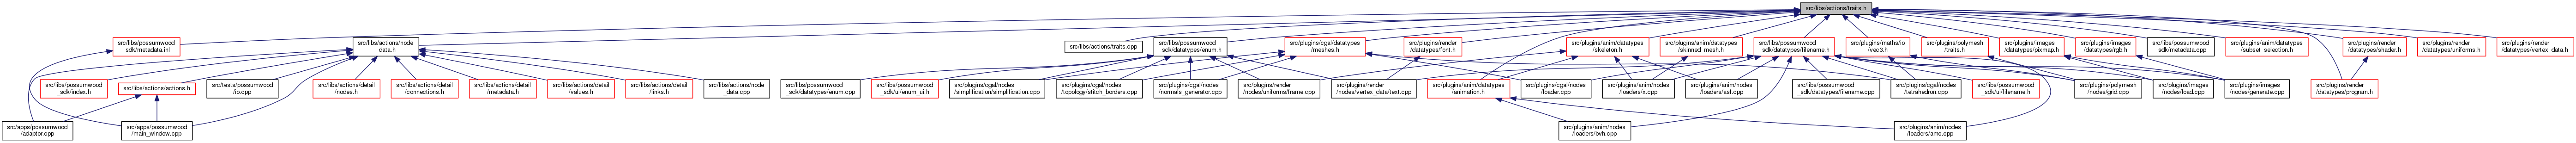 src/libs/actions/traits.h
src/libs/possumwood
_sdk/metadata.inl
src/libs/actions/node
_data.h
src/libs/actions/traits.cpp
src/libs/possumwood
_sdk/datatypes/enum.h
src/plugins/cgal/datatypes
/meshes.h
src/plugins/render
/datatypes/font.h
src/plugins/anim/datatypes
/skeleton.h
src/plugins/anim/datatypes
/skinned_mesh.h
src/libs/possumwood
_sdk/datatypes/filename.h
src/plugins/maths/io
/vec3.h
src/plugins/polymesh
/traits.h
src/plugins/images
/datatypes/pixmap.h
src/plugins/images
/datatypes/rgb.h
src/libs/possumwood
_sdk/metadata.cpp
src/plugins/anim/datatypes
/subset_selection.h
src/plugins/render
/datatypes/shader.h
src/plugins/render
/datatypes/uniforms.h
src/plugins/render
/datatypes/vertex_data.h
src/libs/possumwood
_sdk/index.h
src/libs/actions/actions.h
src/tests/possumwood
/io.cpp
src/libs/actions/detail
/nodes.h
src/libs/actions/detail
/connections.h
src/libs/actions/detail
/metadata.h
src/libs/actions/detail
/values.h
src/libs/actions/detail
/links.h
src/libs/actions/node
_data.cpp
src/libs/possumwood
_sdk/datatypes/enum.cpp
src/libs/possumwood
_sdk/ui/enum_ui.h
src/plugins/cgal/nodes
/simplification/simplification.cpp
src/plugins/cgal/nodes
/topology/stitch_borders.cpp
src/plugins/cgal/nodes
/normals_generator.cpp
src/plugins/render
/nodes/uniforms/frame.cpp
src/plugins/render
/nodes/vertex_data/text.cpp
src/plugins/anim/datatypes
/animation.h
src/plugins/cgal/nodes
/loader.cpp
src/plugins/anim/nodes
/loaders/x.cpp
src/plugins/anim/nodes
/loaders/asf.cpp
src/libs/possumwood
_sdk/datatypes/filename.cpp
src/plugins/cgal/nodes
/tetrahedron.cpp
src/libs/possumwood
_sdk/ui/filename.h
src/plugins/polymesh
/nodes/grid.cpp
src/plugins/images
/nodes/load.cpp
src/plugins/images
/nodes/generate.cpp
src/plugins/render
/datatypes/program.h
src/apps/possumwood
/adaptor.cpp
src/apps/possumwood
/main_window.cpp
src/plugins/anim/nodes
/loaders/bvh.cpp
src/plugins/anim/nodes
/loaders/amc.cpp